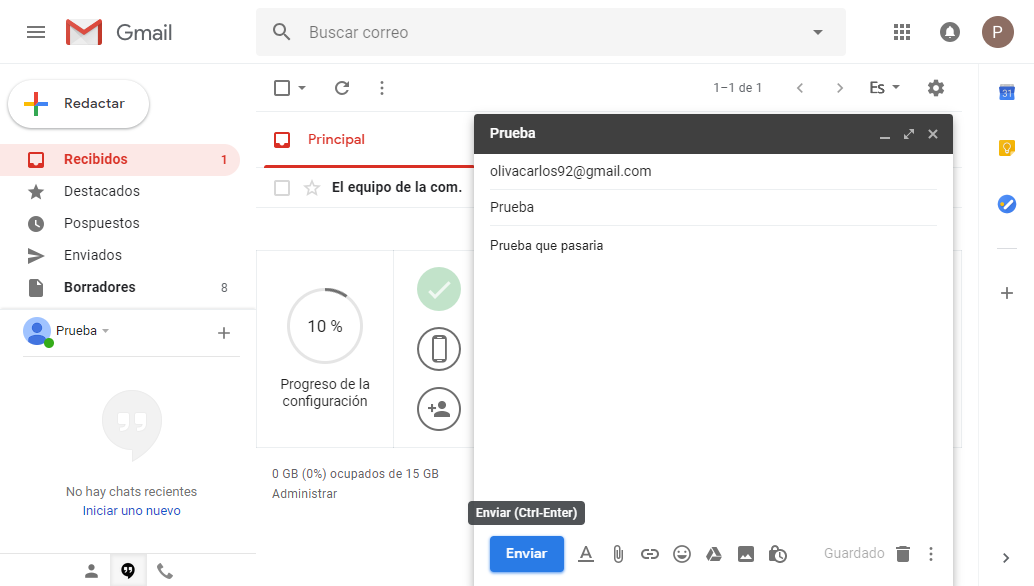 Gmail
Buscar correo
P
Redactar
1–1 de 1
Es
31
Recibidos 1
Principal
Destacados
El equipo de la com.
Pospuestos
Enviados
Borradores 8
Prueba
10 %
Progreso de la
configuración
0 GB (0%) ocupados de 15 GB
Administrar
No hay chats recientes
Iniciar uno nuevo
Prueba
olivacarlos92@gmail.com
Prueba
Prueba que pasaria
Enviar (Ctrl-Enter)
Enviar
A
Guardado